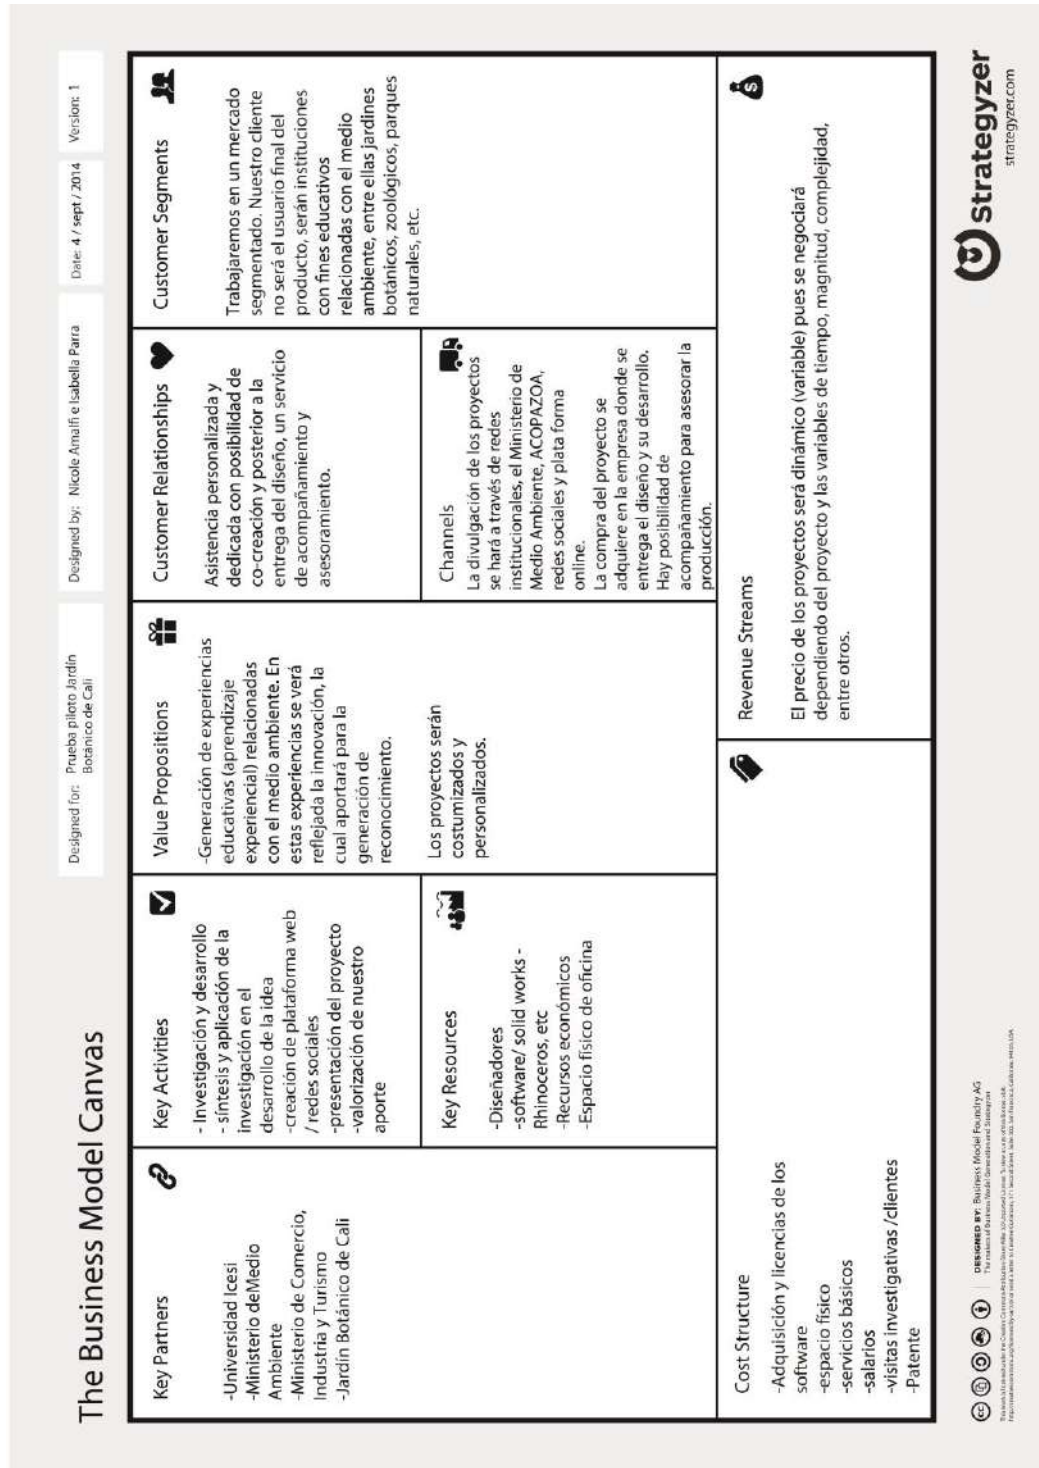 The Business Model Canvas
Designed for: Prueba piloto Jardín
Botánico de Cali
Designed by: Nicole Amalfi e Isabella Parra
Date: 4 / sept / 2014
Version: 1
Key Partners
-Universidad Icesi
-Ministerio deMedio
Ambiente
-Ministerio de Comercio,
Industria y Turismo
-Jardín Botánico de Cali
Key Activities
- Investigación y desarrollo
- síntesis y aplicación de la
investigación en el
desarrollo de la idea
-creación de plataforma web
/ redes sociales
-presentación del proyecto
-valorización de nuestro
aporte
Key Resources
-Diseñadores
-software/ solid works -
Rhinoceros, etc
-Recursos económicos
-Espacio físico de oficina
Value Propositions
-Generación de experiencias
educativas (aprendizaje
experiencial) relacionadas
con el medio ambiente. En
estas experiencias se verá
reflejada la innovación, la
cual aportará para la
generación de
reconocimiento.
Los proyectos serán
costumizados y
personalizados.
Customer Relationships
Asistencia personalizada y
dedicada con posibilidad de
co-creación y posterior a la
entrega del diseño, un servicio
de acompañamiento y
asesoramiento.
Channels
La divulgación de los proyectos
se hará a través de redes
institucionales, el Ministerio de
Medio Ambiente, ACOPAZOA,
redes sociales y plata forma
online.
La compra del proyecto se
adquiere en la empresa donde se
entrega el diseño y su desarrollo.
Hay posibilidad de
acompañamiento para asesorar la
producción.
Customer Segments
Trabajaremos en un mercado
segmentado. Nuestro cliente
no será el usuario final del
producto, serán instituciones
con fines educativos
relacionadas con el medio
ambiente, entre ellas jardines
botánicos, zoológicos, parques
naturales, etc.
Cost Structure
-Adquisición y licencias de los
software
-espacio físico
-servicios básicos
-salarios
-visitas investigativas /clientes
-Patente
Revenue Streams
El precio de los proyectos será dinámico (variable) pues se negociará
dependiendo del proyecto y las variables de tiempo, magnitud, complejidad,
entre otros.
DESIGNED BY: Business Model Foundry AG
The makers of Business Model Generation and Strategyzer
Strategyzer
strategyzer.com